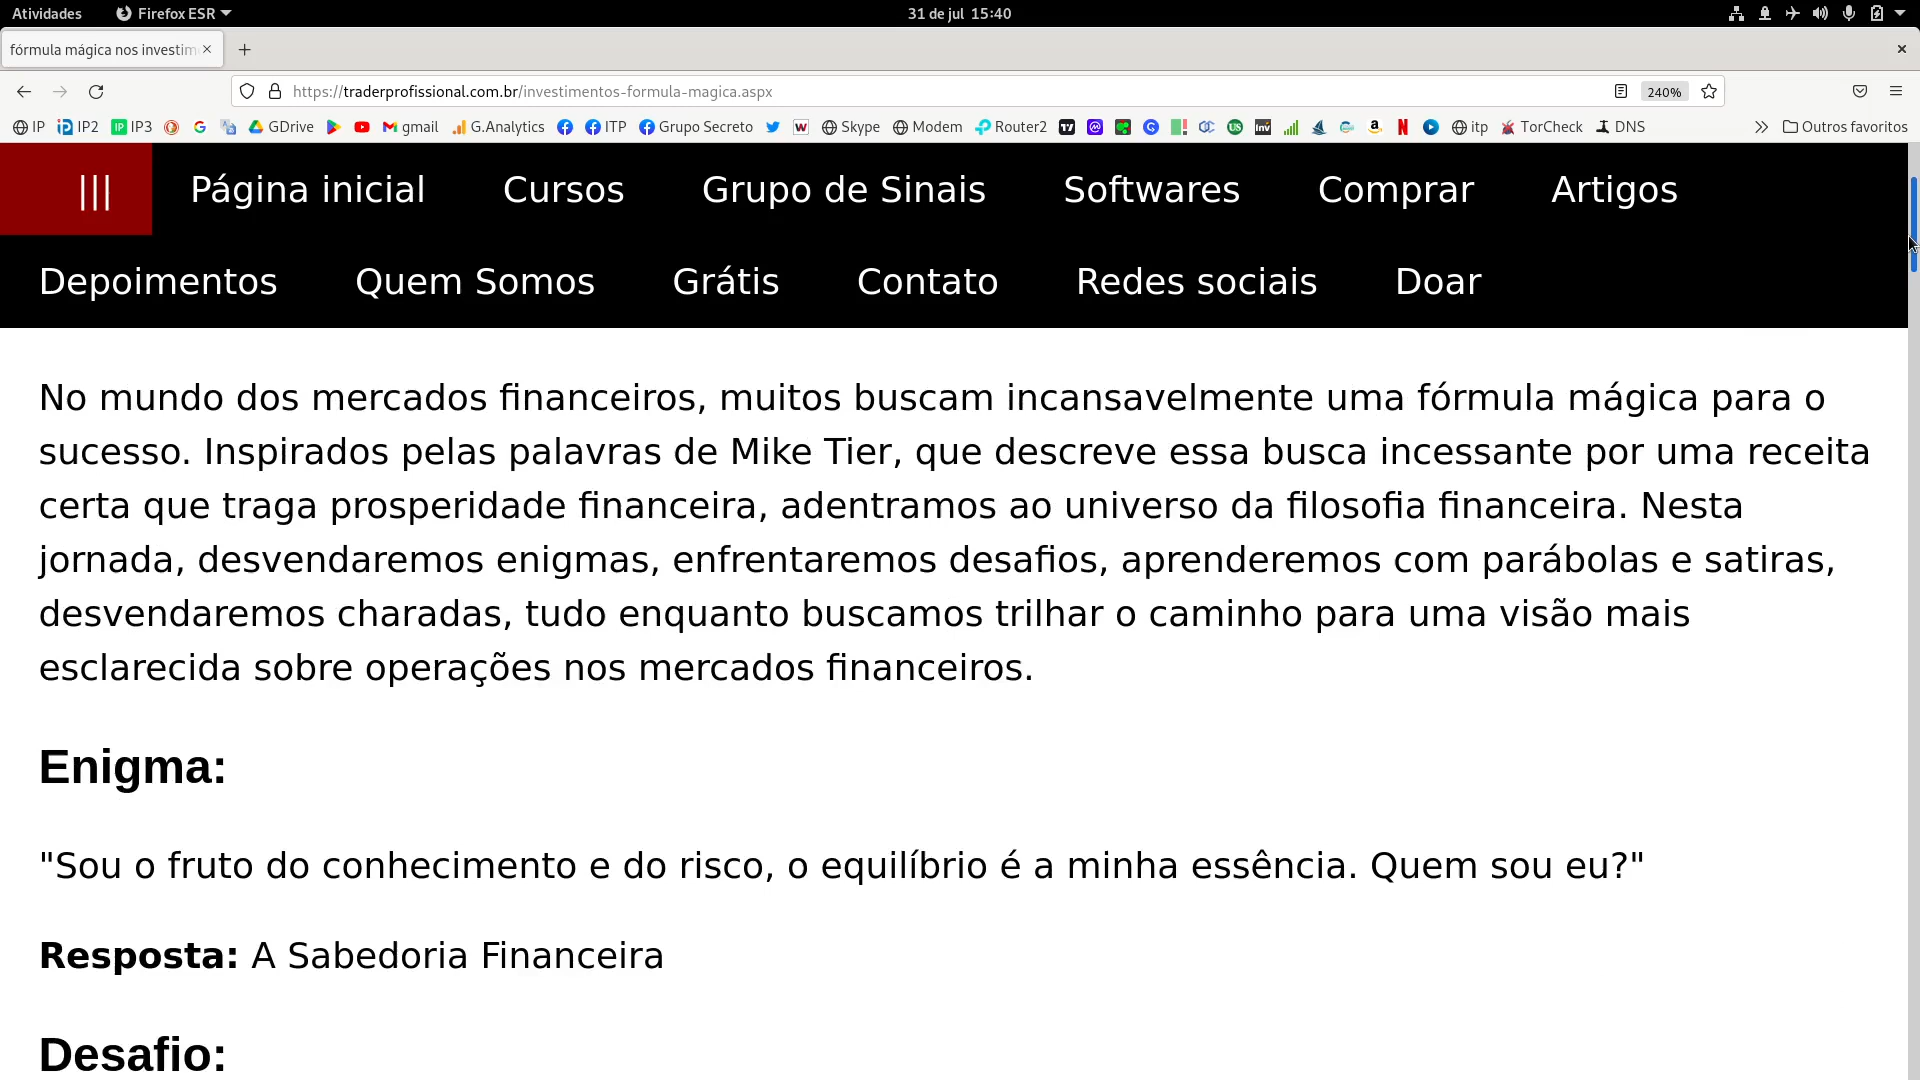 Atividades Firefox ESR 31 de jul 15:40
fórmula mágica nos investim
https://traderprofissional.com.br/investimentos-formula-magica.aspx 240%
IP IP2 IP3 GDrive gmail G.Analytics ITP Grupo Secreto Skype Modem Router2 itp TorCheck DNS Outros favoritos
||| Página inicial Cursos Grupo de Sinais Softwares Comprar Artigos
Depoimentos Quem Somos Grátis Contato Redes sociais Doar
No mundo dos mercados financeiros, muitos buscam incansavelmente uma fórmula mágica para o
sucesso. Inspirados pelas palavras de Mike Tier, que descreve essa busca incessante por uma receita
certa que traga prosperidade financeira, adentramos ao universo da filosofia financeira. Nesta
jornada, desvendaremos enigmas, enfrentaremos desafios, aprenderemos com parábolas e satiras,
desvendaremos charadas, tudo enquanto buscamos trilhar o caminho para uma visão mais
esclarecida sobre operações nos mercados financeiros.
Enigma:
"Sou o fruto do conhecimento e do risco, o equilíbrio é a minha essência. Quem sou eu?"
Resposta: A Sabedoria Financeira
Desafio: